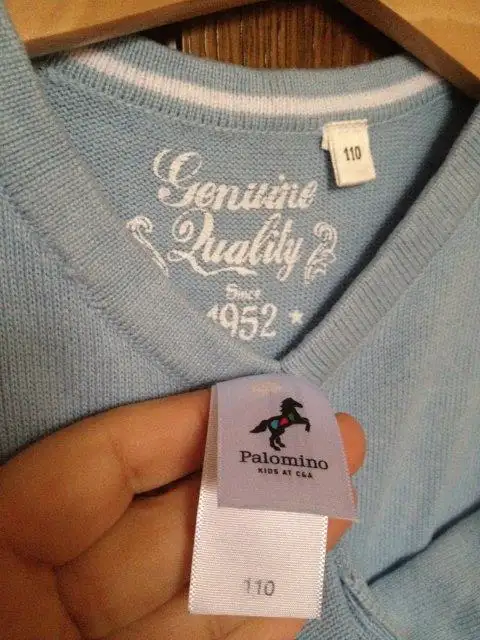 110
Genuine
Quality
Since
1952
Palomino
KIDS AT C&A
110